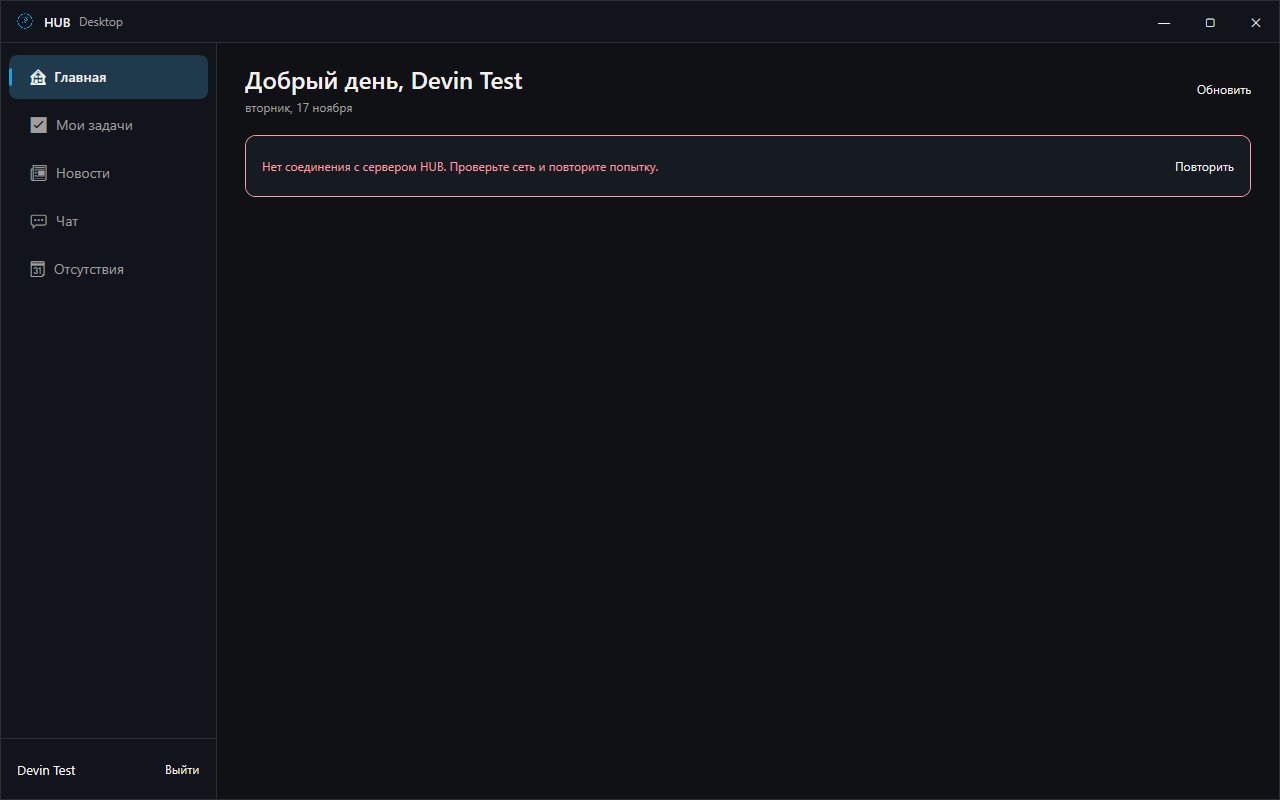 HUB Desktop
Главная
Мои задачи
Новости
Чат
31 Отсутствия
Devin Test Выйти
Добрый день, Devin Test
вторник, 17 ноября
Обновить
Нет соединения с сервером HUB. Проверьте сеть и повторите попытку. Повторить